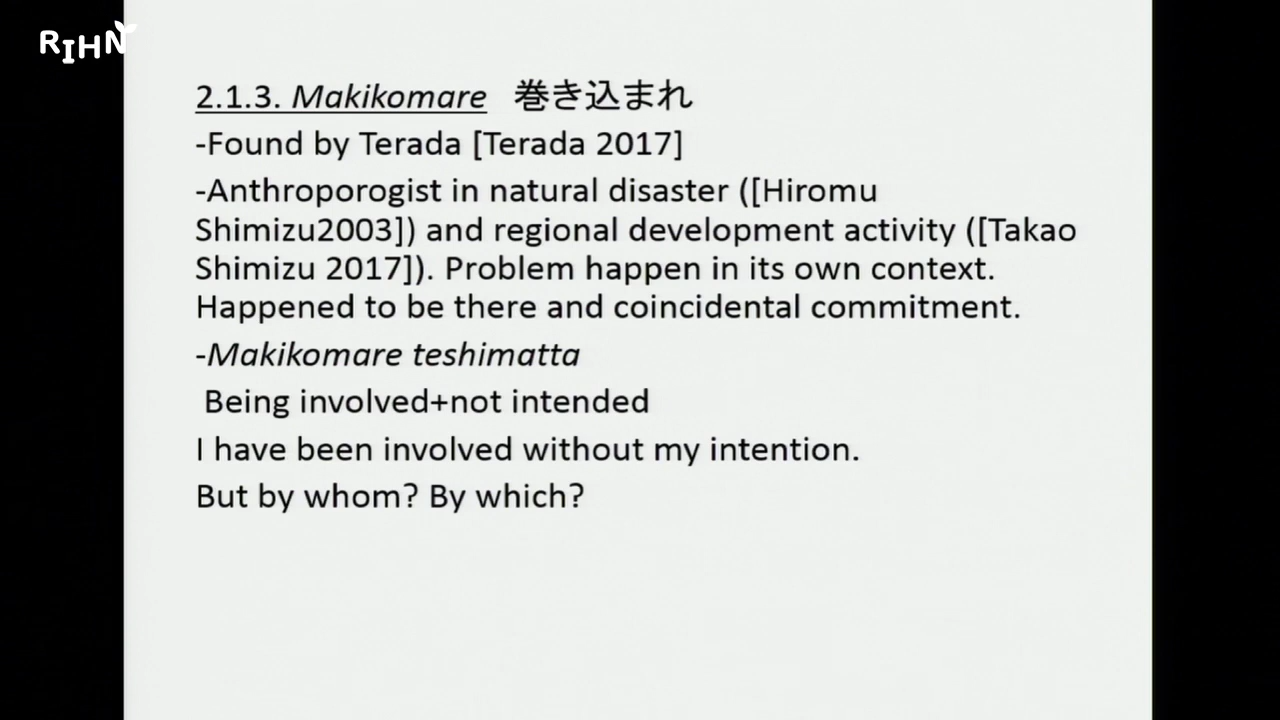 RIHN
2.1.3. Makikomare 巻き込まれ
-Found by Terada [Terada 2017]
-Anthroporogist in natural disaster ([Hiromu
Shimizu2003]) and regional development activity ([Takao
Shimizu 2017]). Problem happen in its own context.
Happened to be there and coincidental commitment.
-Makikomare teshimatta
Being involved+not intended
I have been involved without my intention.
But by whom? By which?